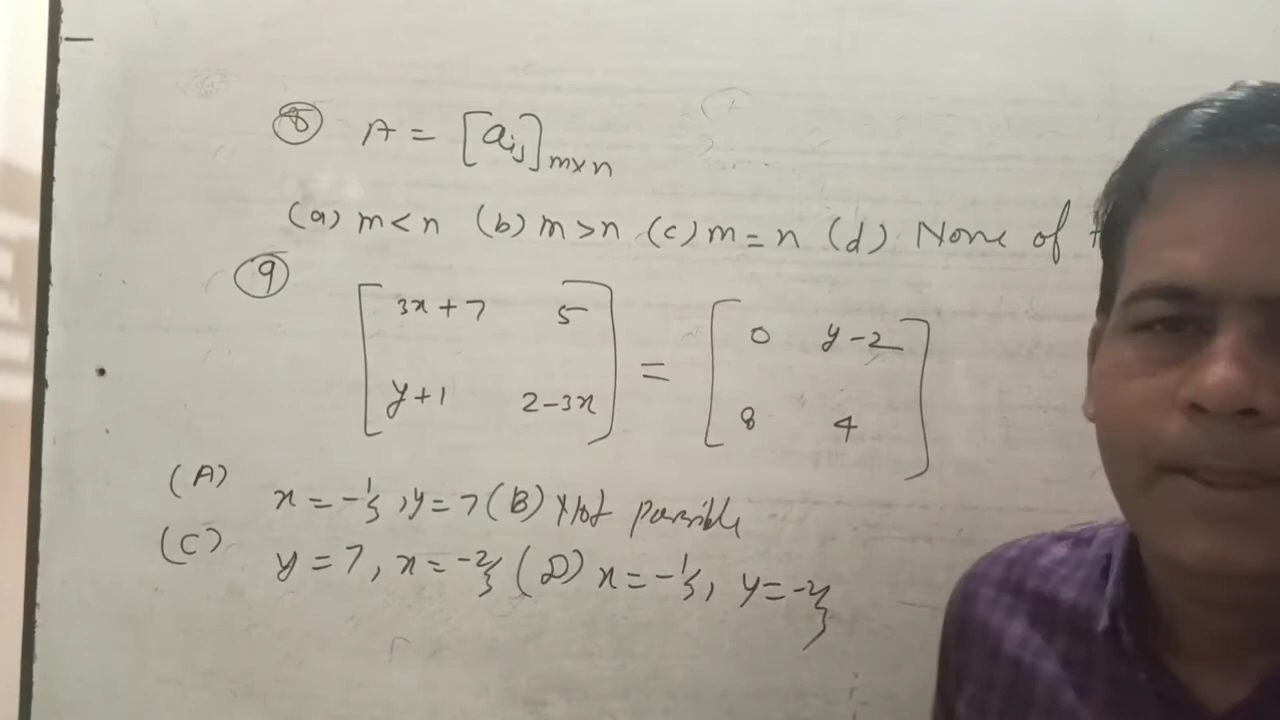 ⑧ A = [aᵢⱼ]ₘₓₙ
(a) m < n (b) m > n (c) m = n (d) None of
⑨ [3x+7 5 = [0 y-2
y+1 2-3x] 8 4]
(A) x = -1/3, y = 7 (B) Not possible
(C) y = 7, x = -2/3 (D) x = -1/3, y = -2/3